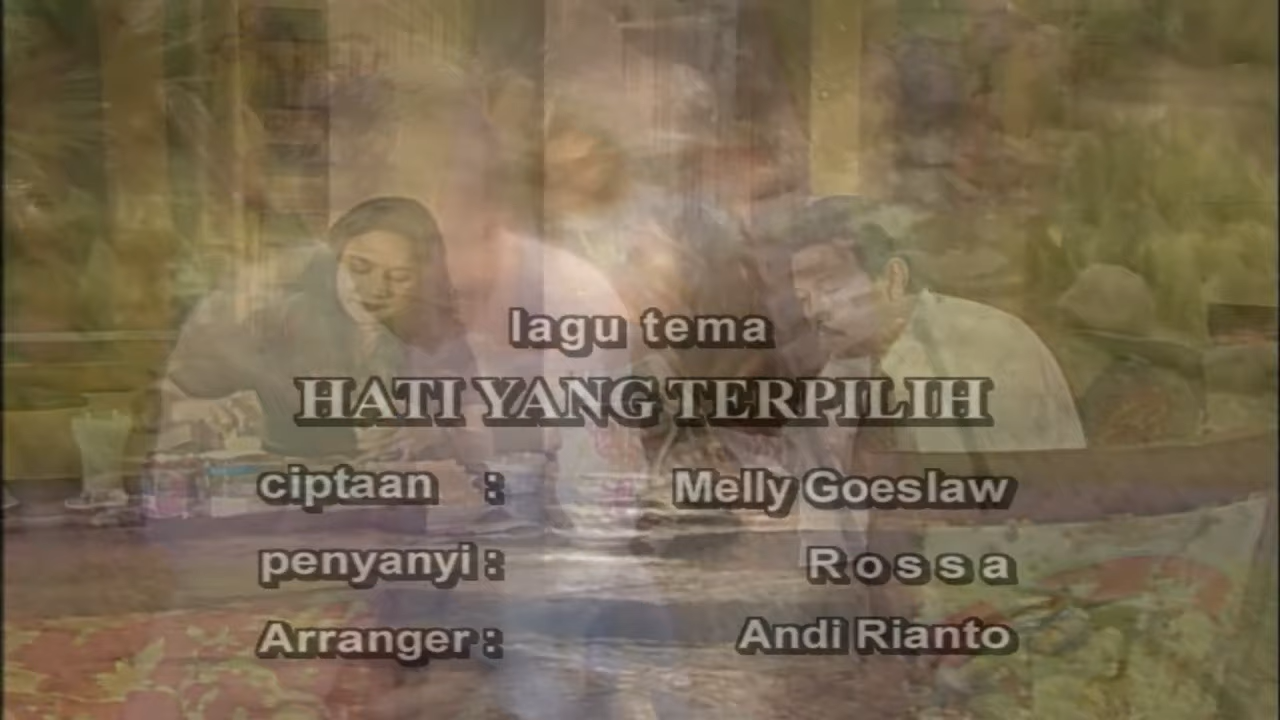 lagu tema
HATI YANG TERPILIH
ciptaan : Melly Goeslaw
penyanyi : Rossa
Arranger : Andi Rianto